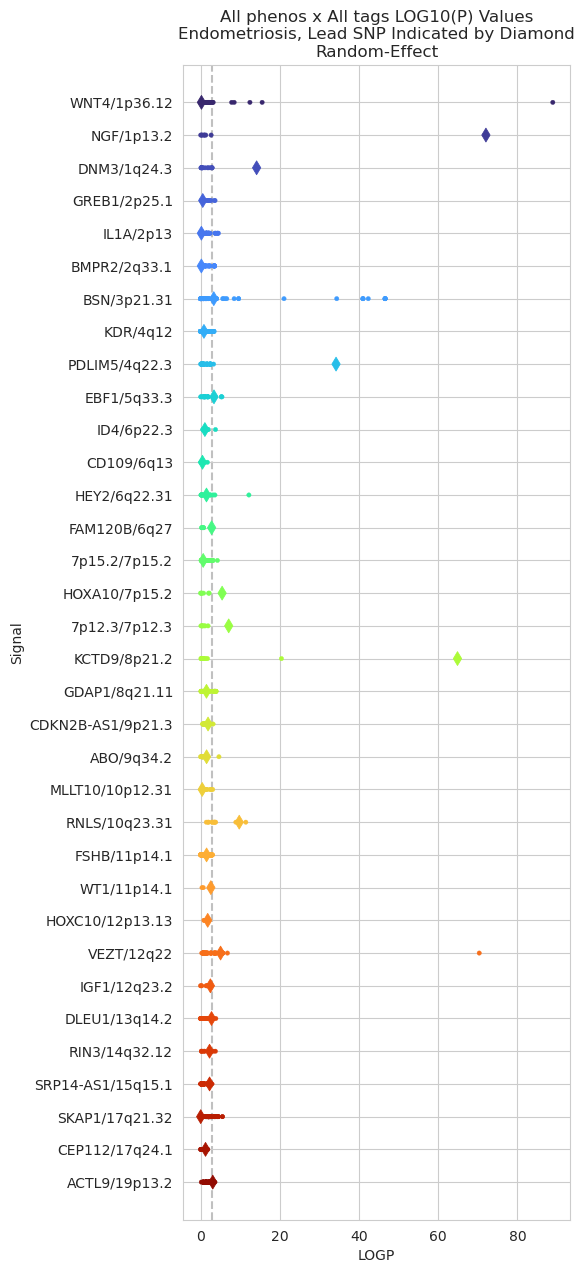 All phenos x All tags LOG10(P) Values
Endometriosis, Lead SNP Indicated by Diamond
Random-Effect
WNT4/1p36.12
NGF/1p13.2
DNM3/1q24.3
GREB1/2p25.1
IL1A/2p13
BMPR2/2q33.1
BSN/3p21.31
KDR/4q12
PDLIM5/4q22.3
EBF1/5q33.3
ID4/6p22.3
CD109/6q13
HEY2/6q22.31
FAM120B/6q27
7p15.2/7p15.2
HOXA10/7p15.2
7p12.3/7p12.3
KCTD9/8p21.2
GDAP1/8q21.11
CDKN2B-AS1/9p21.3
ABO/9q34.2
MLLT10/10p12.31
RNLS/10q23.31
FSHB/11p14.1
WT1/11p14.1
HOXC10/12p13.13
VEZT/12q22
IGF1/12q23.2
DLEU1/13q14.2
RIN3/14q32.12
SRP14-AS1/15q15.1
SKAP1/17q21.32
CEP112/17q24.1
ACTL9/19p13.2
Signal
0 20 40 60 80
LOGP